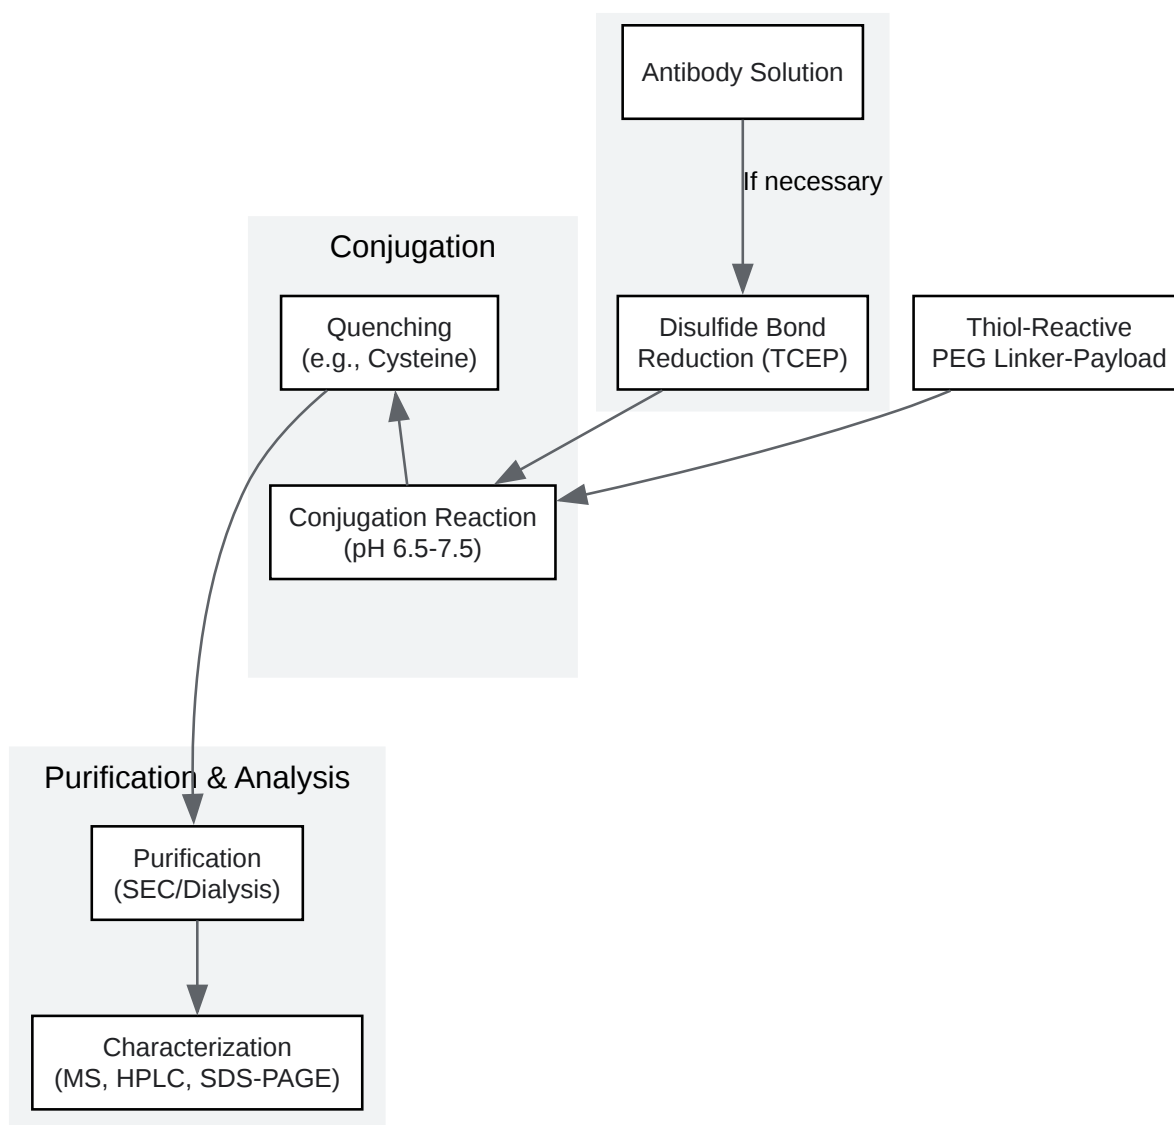 Antibody Solution
If necessary
Conjugation
Quenching
(e.g., Cysteine)
Disulfide Bond
Reduction (TCEP)
Thiol-Reactive
PEG Linker-Payload
Conjugation Reaction
(pH 6.5-7.5)
Purification & Analysis
Purification
(SEC/Dialysis)
Characterization
(MS, HPLC, SDS-PAGE)